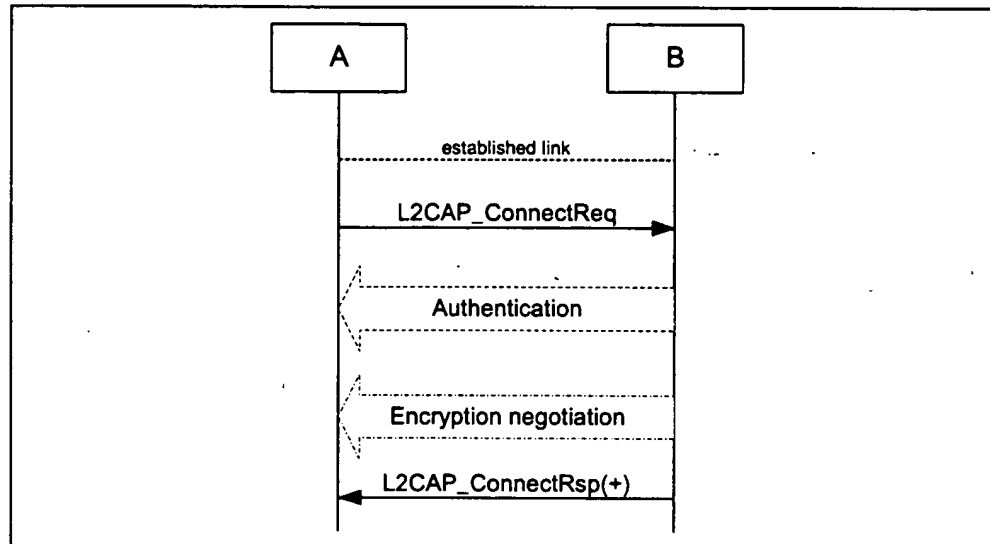 A
B
established link
L2CAP_ConnectReq
Authentication
Encryption negotiation
L2CAP_ConnectRsp(+)